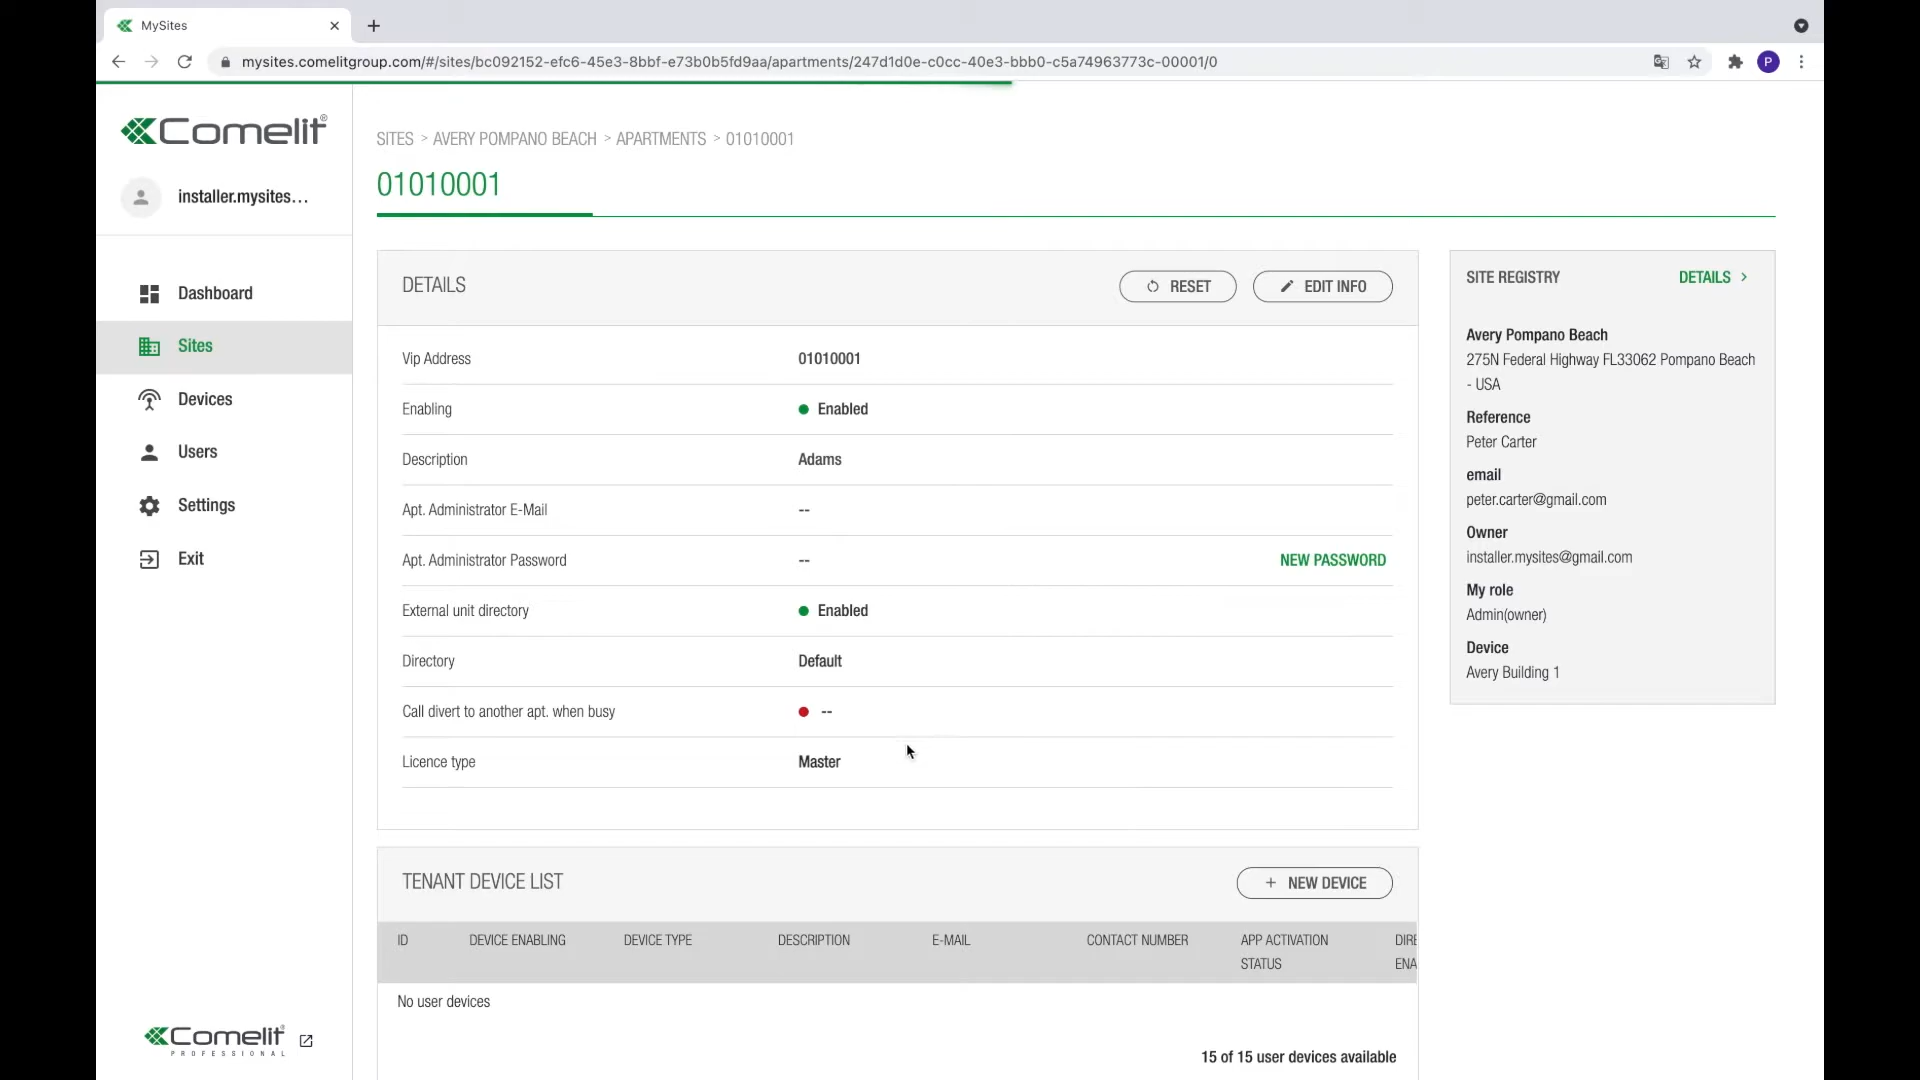 MySites
mysites.comelitgroup.com/#/sites/bc092152-efc6-45e3-8bbf-e73b0b5fd9aa/apartments/247d1d0e-c0cc-40e3-bbb0-c5a74963773c-00001/0
P
Comelit®
installer.mysites...
Dashboard
Sites
Devices
Users
Settings
Exit
Comelit®
PROFESSIONAL
SITES > AVERY POMPANO BEACH > APARTMENTS > 01010001
01010001
DETAILS
RESET
EDIT INFO
Vip Address 01010001
Enabling Enabled
Description Adams
Apt. Administrator E-Mail --
Apt. Administrator Password -- NEW PASSWORD
External unit directory Enabled
Directory Default
Call divert to another apt. when busy --
Licence type Master
TENANT DEVICE LIST
+ NEW DEVICE
ID DEVICE ENABLING DEVICE TYPE DESCRIPTION E-MAIL CONTACT NUMBER APP ACTIVATION DIRE
STATUS ENA
No user devices
15 of 15 user devices available
SITE REGISTRY
DETAILS >
Avery Pompano Beach
275N Federal Highway FL33062 Pompano Beach
- USA
Reference
Peter Carter
email
peter.carter@gmail.com
Owner
installer.mysites@gmail.com
My role
Admin(owner)
Device
Avery Building 1